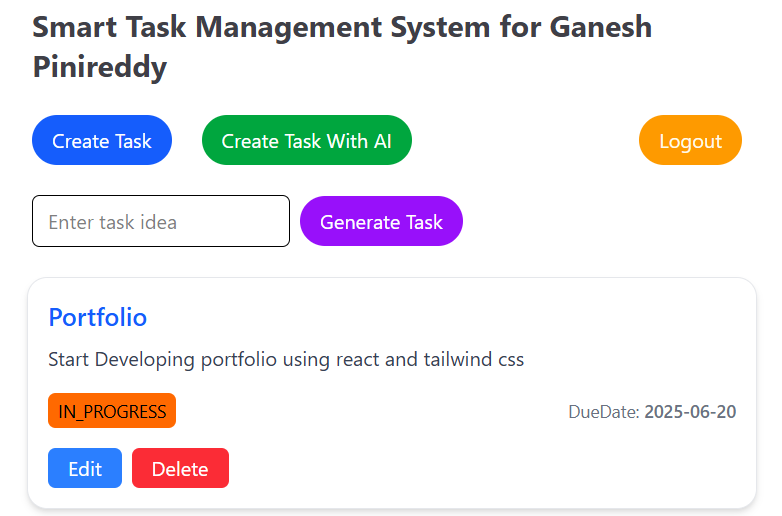 Smart Task Management System for Ganesh
Pinireddy
Create Task Create Task With AI Logout
Enter task idea Generate Task
Portfolio
Start Developing portfolio using react and tailwind css
IN_PROGRESS DueDate: 2025-06-20
Edit Delete